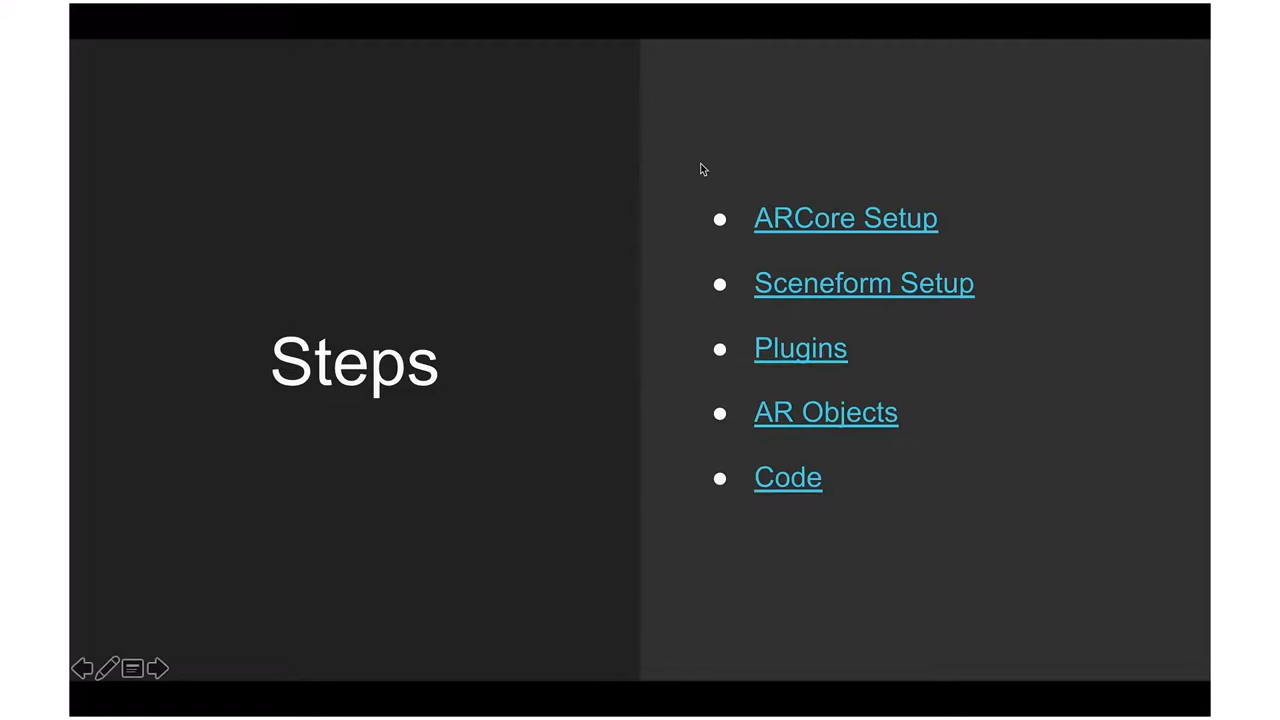 Steps
ARCore Setup
Sceneform Setup
Plugins
AR Objects
Code